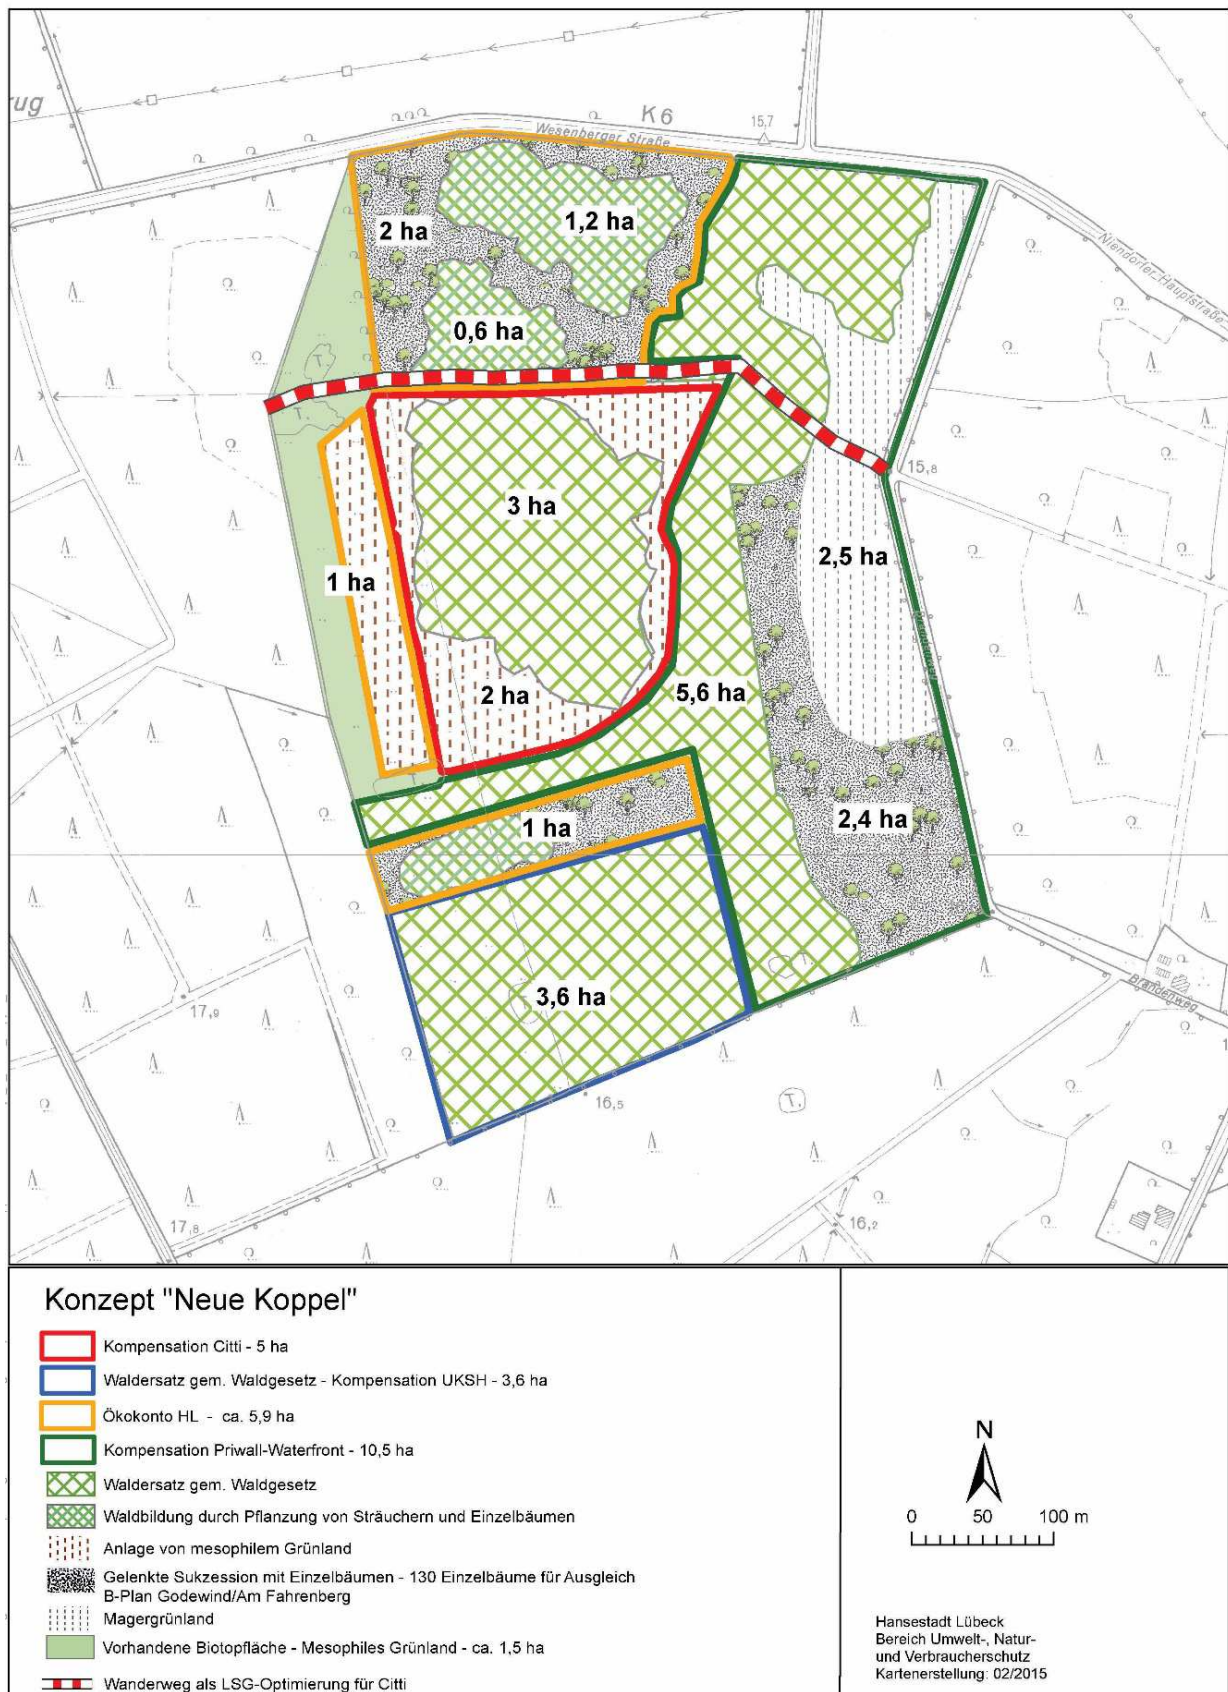 rug
K6
15,7
Wesenberger Straße
Niendorfer Hauptstraße
2 ha
1,2 ha
0,6 ha
T.
T.
15,8
3 ha
1 ha
2,5 ha
2 ha
5,6 ha
1 ha
2,4 ha
3,6 ha
T.
Brandenweg
17,9
16,5
T.
17,8
16,2
Konzept "Neue Koppel"
Kompensation Citti - 5 ha
Waldersatz gem. Waldgesetz - Kompensation UKSH - 3,6 ha
Ökokonto HL - ca. 5,9 ha
Kompensation Priwall-Waterfront - 10,5 ha
Waldersatz gem. Waldgesetz
Waldbildung durch Pflanzung von Sträuchern und Einzelbäumen
Anlage von mesophilem Grünland
Gelenkte Sukzession mit Einzelbäumen - 130 Einzelbäume für Ausgleich
B-Plan Godewind/Am Fahrenberg
Magergrünland
Vorhandene Biotopfläche - Mesophiles Grünland - ca. 1,5 ha
Wanderweg als LSG-Optimierung für Citti
N
0 50 100 m
Hansestadt Lübeck
Bereich Umwelt-, Natur-
und Verbraucherschutz
Kartenerstellung: 02/2015